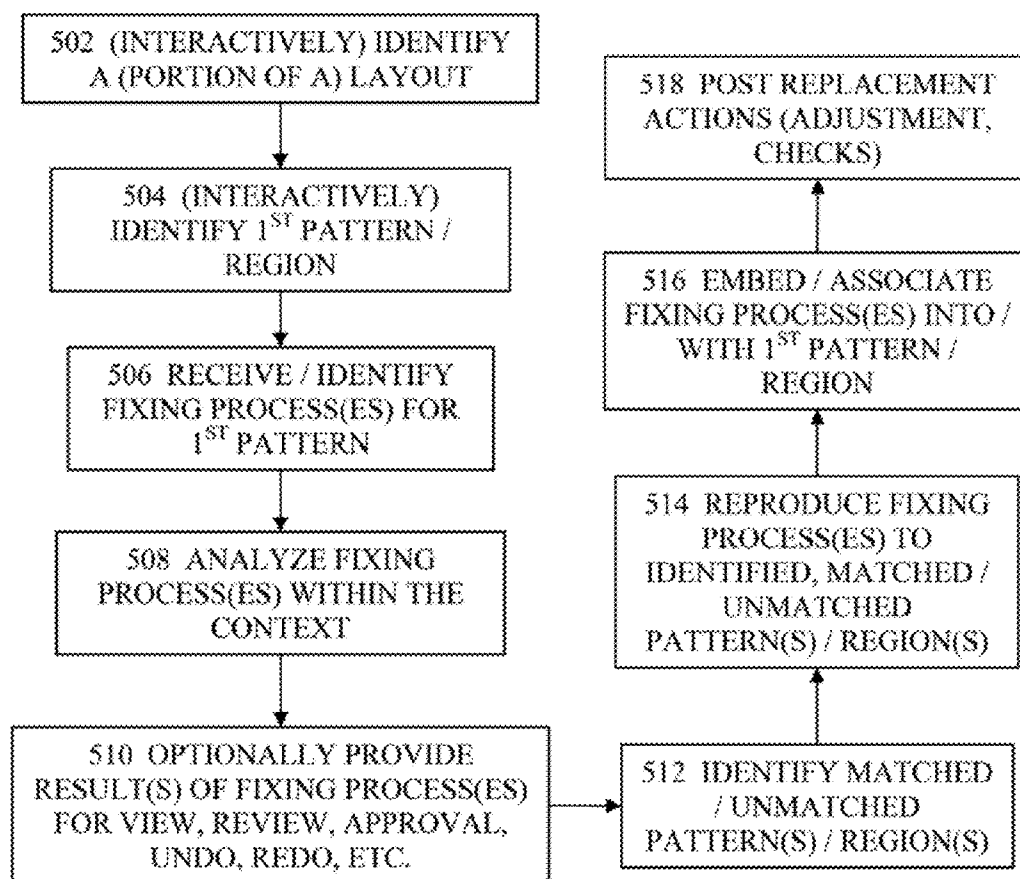 502 (INTERACTIVELY) IDENTIFY
A (PORTION OF A) LAYOUT
504 (INTERACTIVELY)
IDENTIFY 1ST PATTERN /
REGION
506 RECEIVE / IDENTIFY
FIXING PROCESS(ES) FOR
1ST PATTERN
508 ANALYZE FIXING
PROCESS(ES) WITHIN THE
CONTEXT
510 OPTIONALLY PROVIDE
RESULT(S) OF FIXING PROCESS(ES)
FOR VIEW, REVIEW, APPROVAL,
UNDO, REDO, ETC.
512 IDENTIFY MATCHED
/ UNMATCHED
PATTERN(S) / REGION(S)
514 REPRODUCE FIXING
PROCESS(ES) TO
IDENTIFIED, MATCHED /
UNMATCHED
PATTERN(S) / REGION(S)
516 EMBED / ASSOCIATE
FIXING PROCESS(ES) INTO /
WITH 1ST PATTERN /
REGION
518 POST REPLACEMENT
ACTIONS (ADJUSTMENT,
CHECKS)